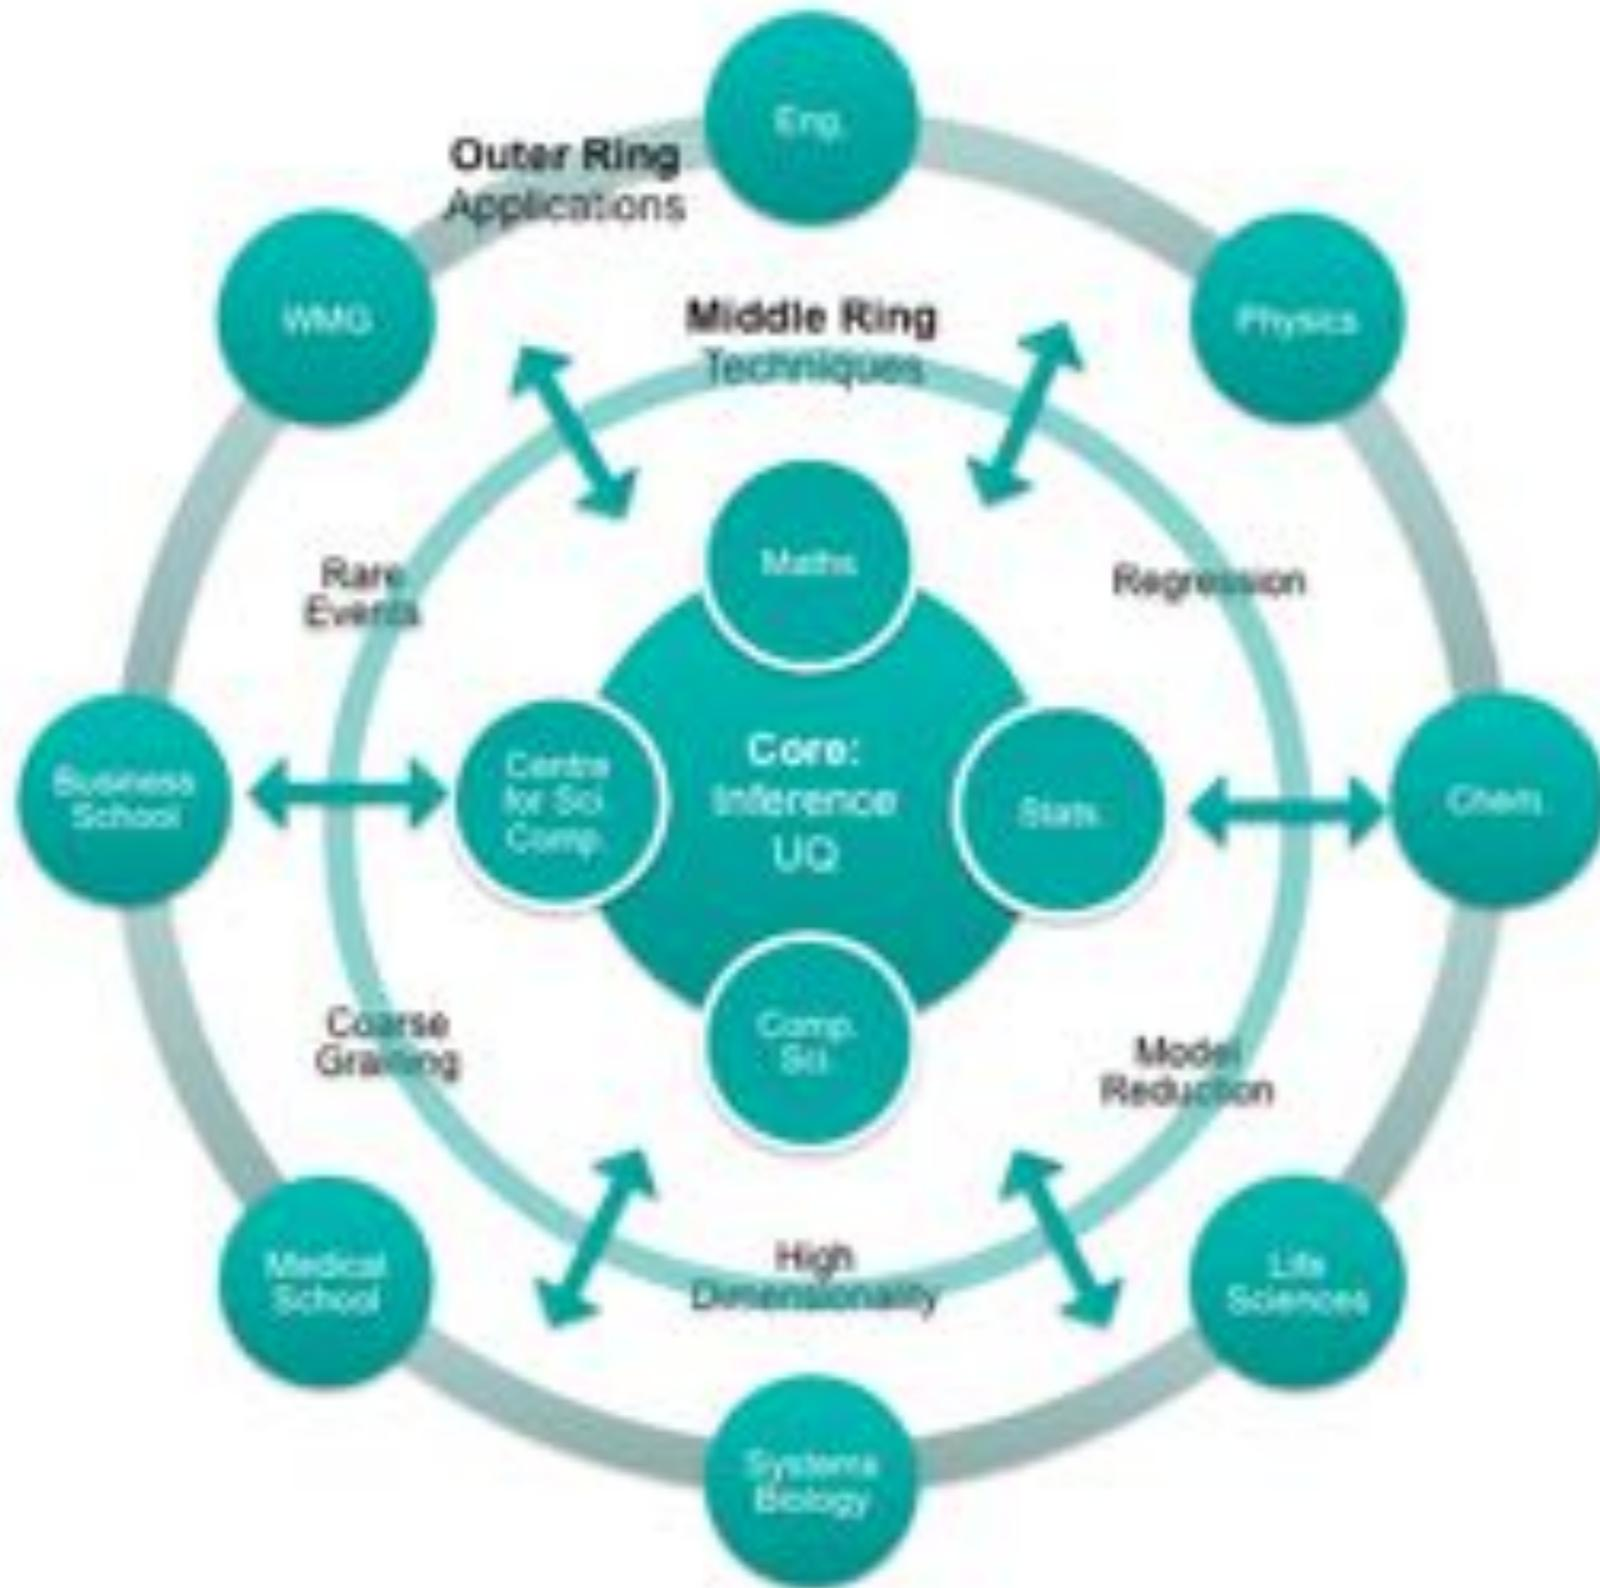 Eng.
Outer Ring
Applications
WMG
Physics
Middle Ring
Techniques
Maths
Rare
Events
Regression
Core:
Inference
UQ
Centre
for Sci.
Comp.
Stats.
Business
School
Chem.
Comp.
Sci.
Coarse
Graining
Model
Reduction
High
Dimensionality
Medical
School
Life
Sciences
Systems
Biology